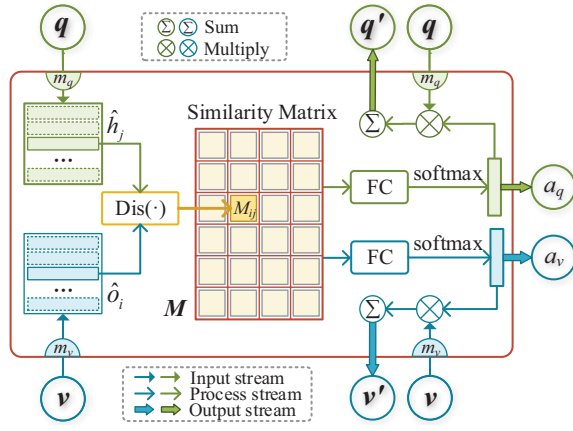 q
Σ Σ Sum
⊗ ⊗ Multiply
q'
q
m_q
m_q
Similarity Matrix
ĥ_j
...
Σ
⊗
Dis(·)
M_ij
FC
softmax
a_q
FC
softmax
a_v
...
ô_i
M
Σ
⊗
m_v
m_v
v
Input stream
Process stream
Output stream
v'
v